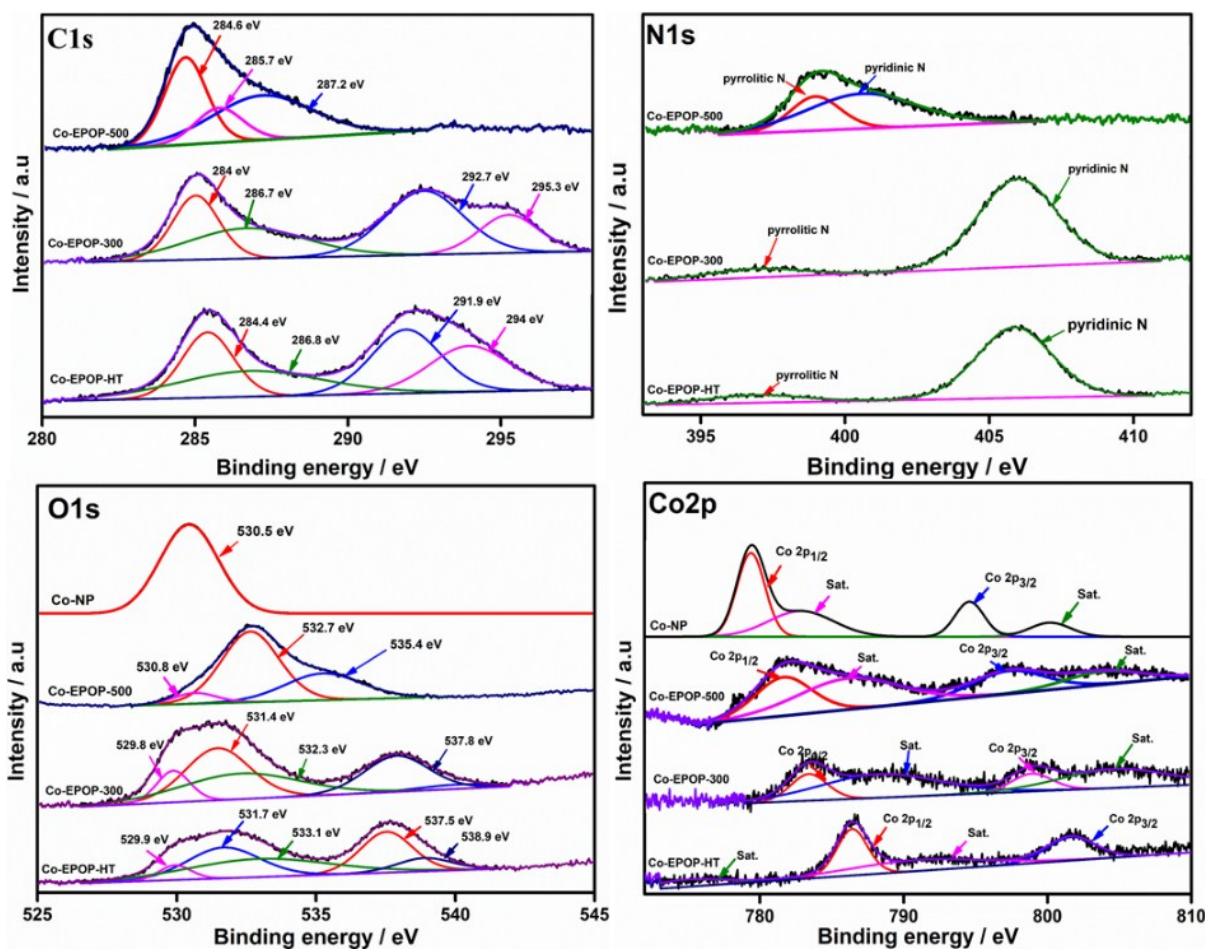 C1s
284.6 eV
285.7 eV
287.2 eV
Co-EPOP-500
284 eV
286.7 eV
292.7 eV
295.3 eV
Co-EPOP-300
284.4 eV
286.8 eV
291.9 eV
294 eV
Co-EPOP-HT
Intensity / a.u
280 285 290 295
Binding energy / eV
N1s
pyrrolitic N
pyridinic N
Co-EPOP-500
pyridinic N
pyrrolitic N
Co-EPOP-300
pyridinic N
pyrrolitic N
Co-EPOP-HT
Intensity / a.u
395 400 405 410
Binding energy / eV
O1s
530.5 eV
Co-NP
532.7 eV
535.4 eV
530.8 eV
Co-EPOP-500
531.4 eV
529.8 eV
532.3 eV
537.8 eV
Co-EPOP-300
531.7 eV
529.9 eV
533.1 eV
537.5 eV
538.9 eV
Co-EPOP-HT
Intensity / a.u
525 530 535 540 545
Binding energy / eV
Co2p
Co 2p1/2
Sat.
Co 2p3/2
Sat.
Co-NP
Co 2p1/2
Sat.
Co 2p3/2
Sat.
Co-EPOP-500
Co 2p1/2
Sat.
Co 2p3/2
Sat.
Co-EPOP-300
Co 2p1/2
Sat.
Co 2p3/2
Co-EPOP-HT
Sat.
Intensity / a.u
780 790 800 810
Binding energy / eV